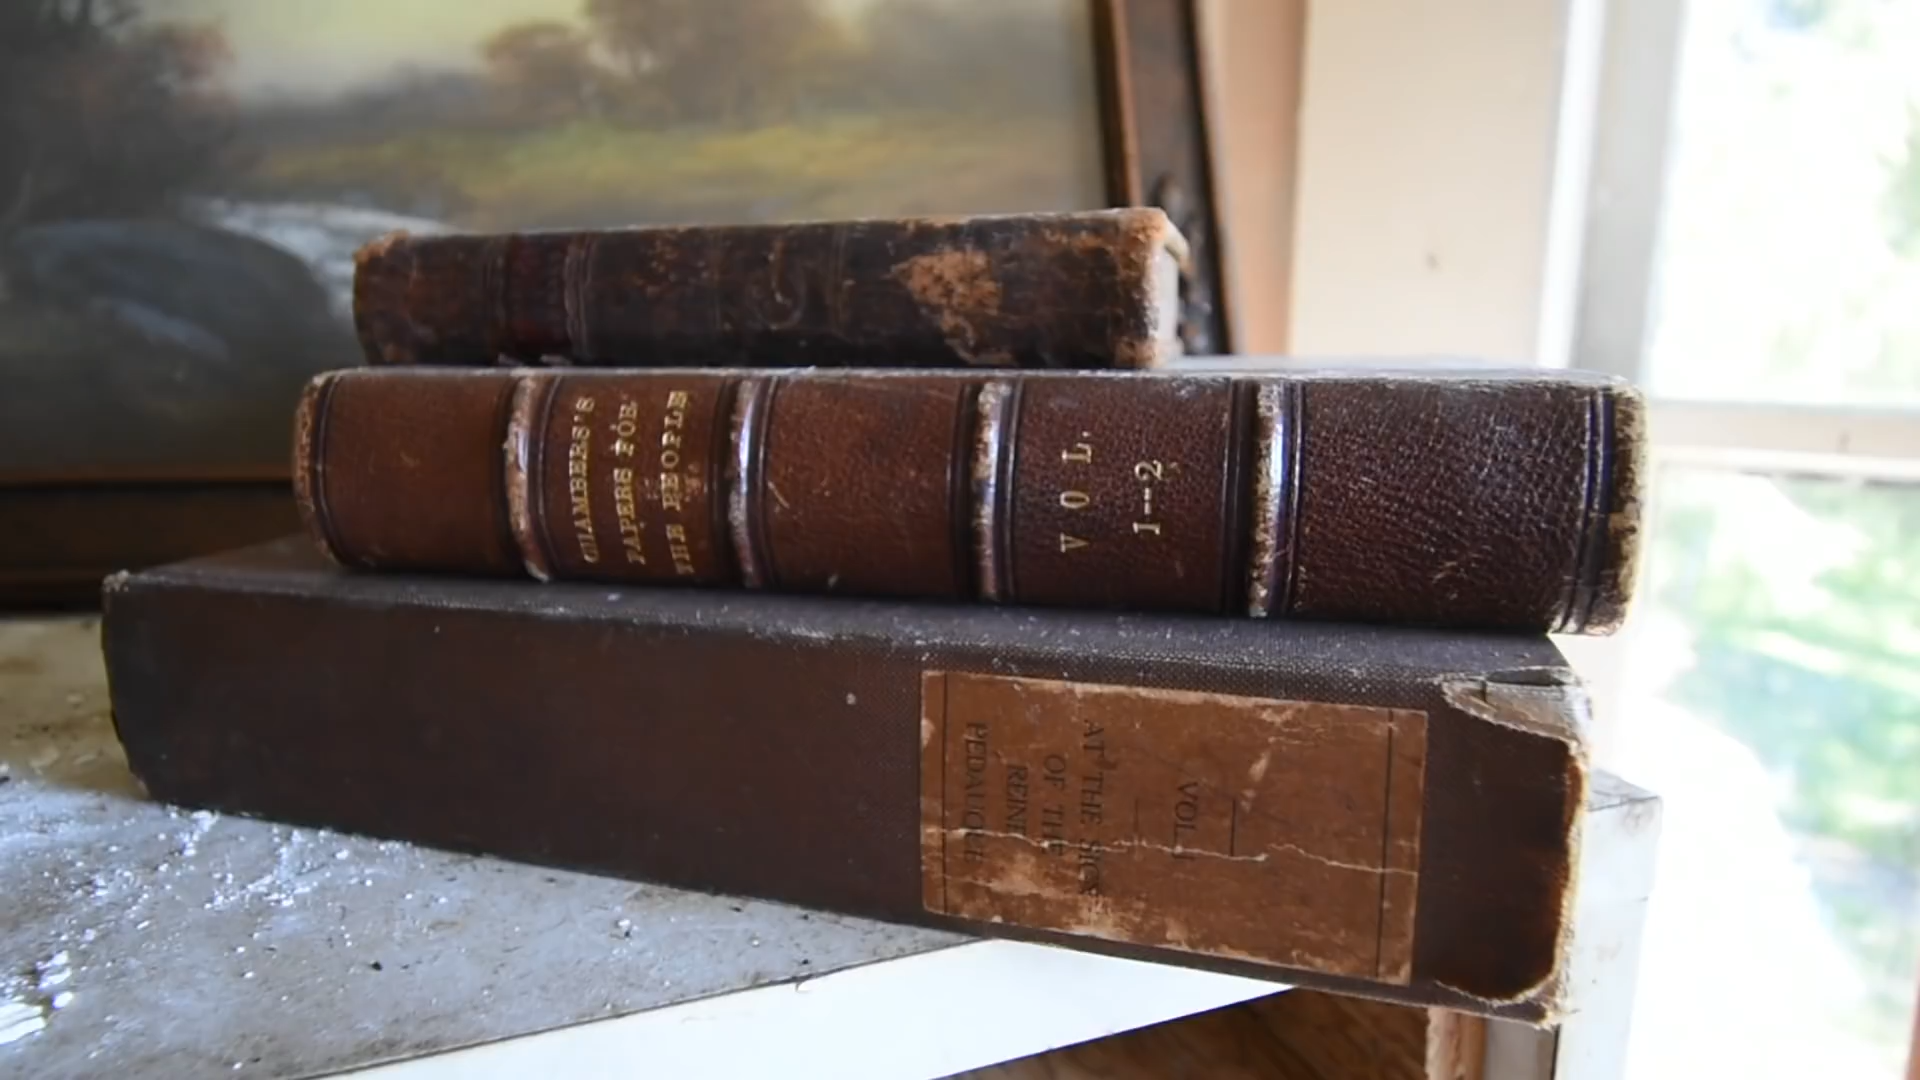 CHAMBERS'S
PAPERS FOR
THE PEOPLE
VOL.
1--2
VOL. I
AT THE SIGN
OF THE
REINE
PEDAUQUE